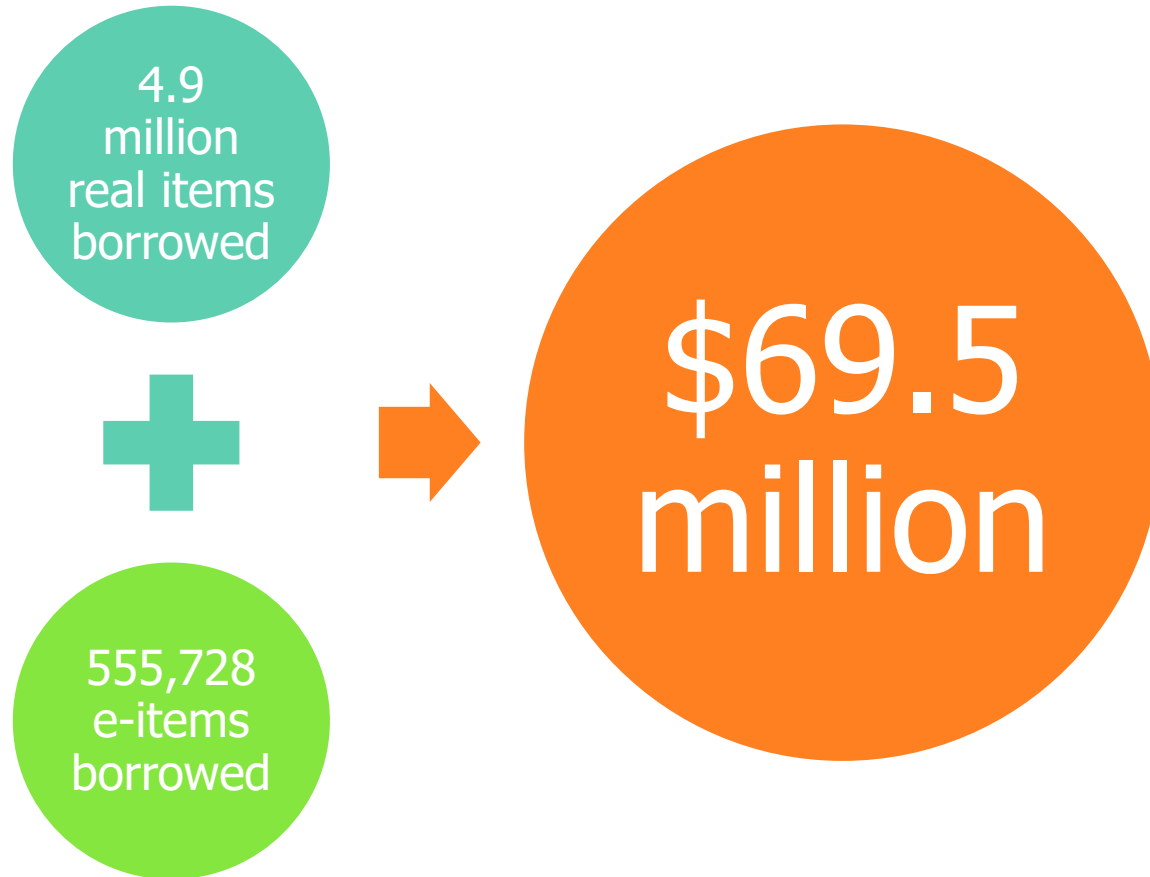 4.9
million
real items
borrowed
555,728
e-items
borrowed
$69.5
million